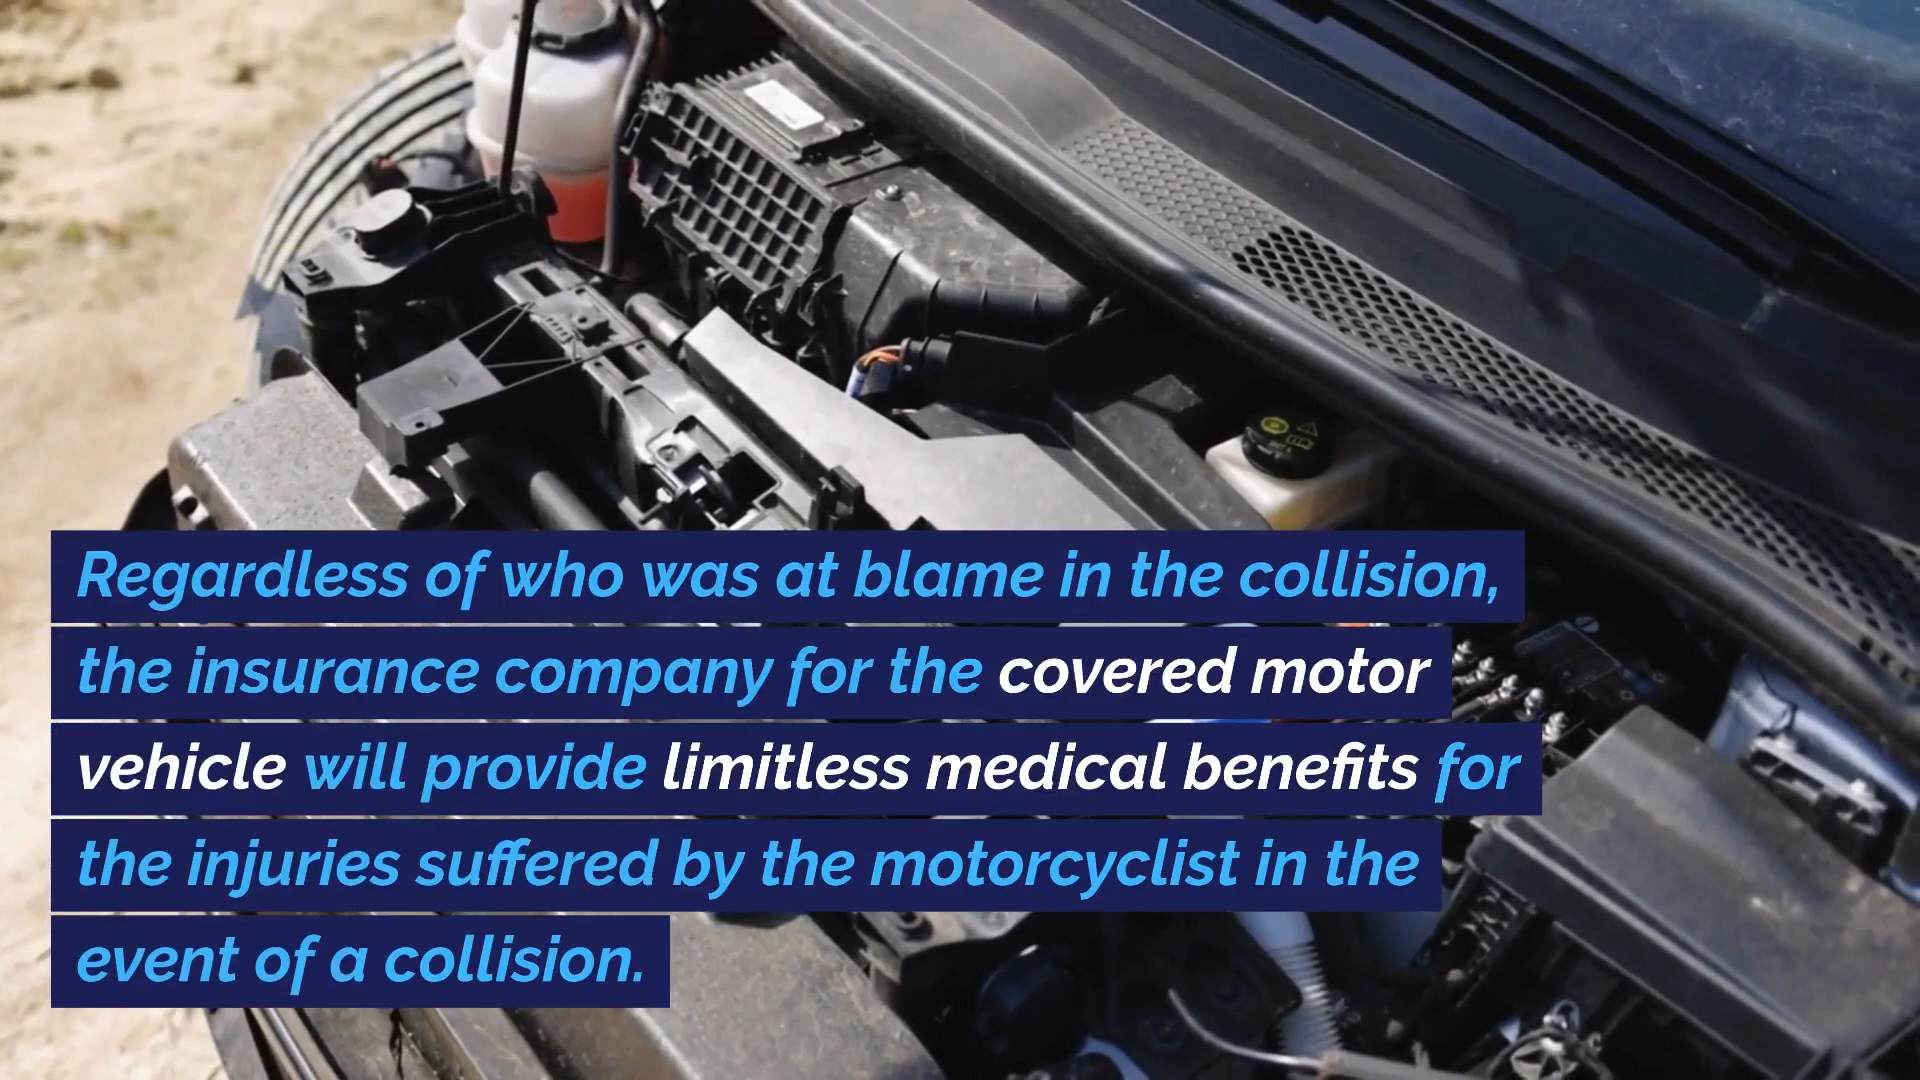 Regardless of who was at blame in the collision,
the insurance company for the covered motor
vehicle will provide limitless medical benefits for
the injuries suffered by the motorcyclist in the
event of a collision.